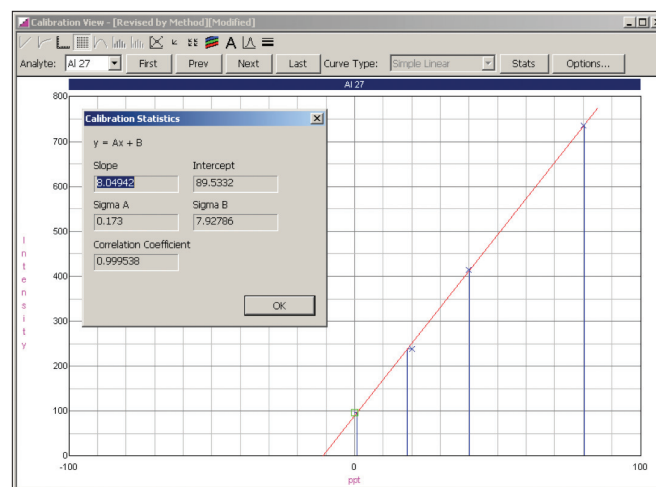 Calibration View - [Revised by Method][Modified]
Analyte: Al 27 First Prev Next Last Curve Type: Simple Linear Stats Options...
Al 27
Calibration Statistics
y = Ax + B
Slope Intercept
8.04942 89.5332
Sigma A Sigma B
0.173 7.92786
Correlation Coefficient
0.999538
OK
800
700
600
500
400
300
200
100
0
Intensity
-100 0 100
ppt